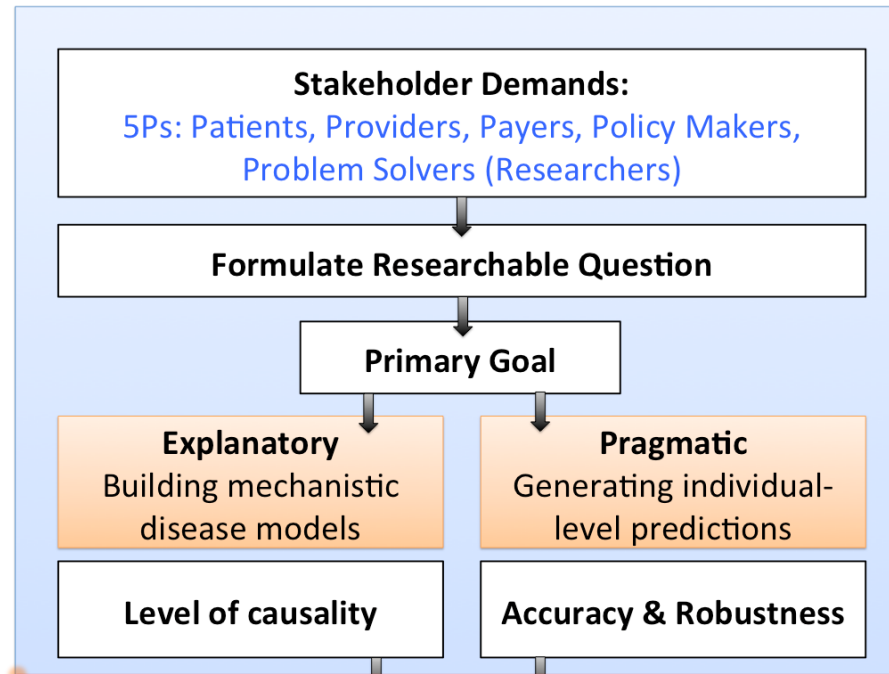 Stakeholder Demands:
5Ps: Patients, Providers, Payers, Policy Makers,
Problem Solvers (Researchers)
Formulate Researchable Question
Primary Goal
Explanatory
Building mechanistic
disease models
Pragmatic
Generating individual-
level predictions
Level of causality
Accuracy & Robustness